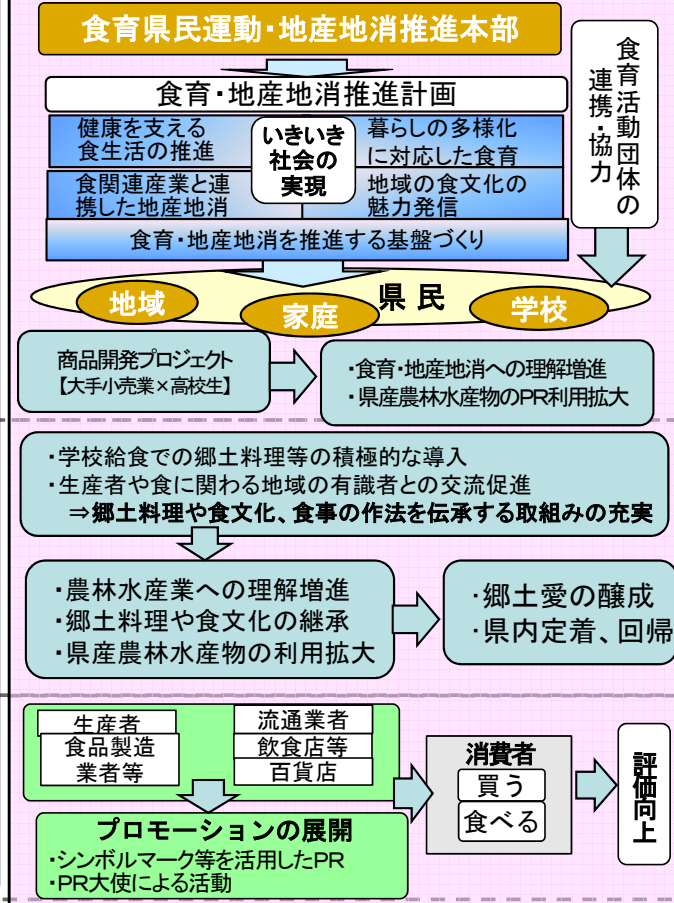 食育県民運動・地産地消推進本部
食育・地産地消推進計画
健康を支える
食生活の推進
いきいき
社会の
実現
暮らしの多様化
に対応した食育
食関連産業と連
携した地産地消
地域の食文化の
魅力発信
食育・地産地消を推進する基盤づくり
食育活動団体の
連携・協力
県民
地域
家庭
学校
商品開発プロジェクト
【大手小売業×高校生】
・食育・地産地消への理解増進
・県産農林水産物のPR利用拡大
・学校給食での郷土料理等の積極的な導入
・生産者や食に関わる地域の有識者との交流促進
⇒郷土料理や食文化、食事の作法を伝承する取組みの充実
・農林水産業への理解増進
・郷土料理や食文化の継承
・県産農林水産物の利用拡大
・郷土愛の醸成
・県内定着、回帰
生産者
食品製造
業者等
流通業者
飲食店等
百貨店
プロモーションの展開
・シンボルマーク等を活用したPR
・PR大使による活動
消費者
買う
食べる
評価向上